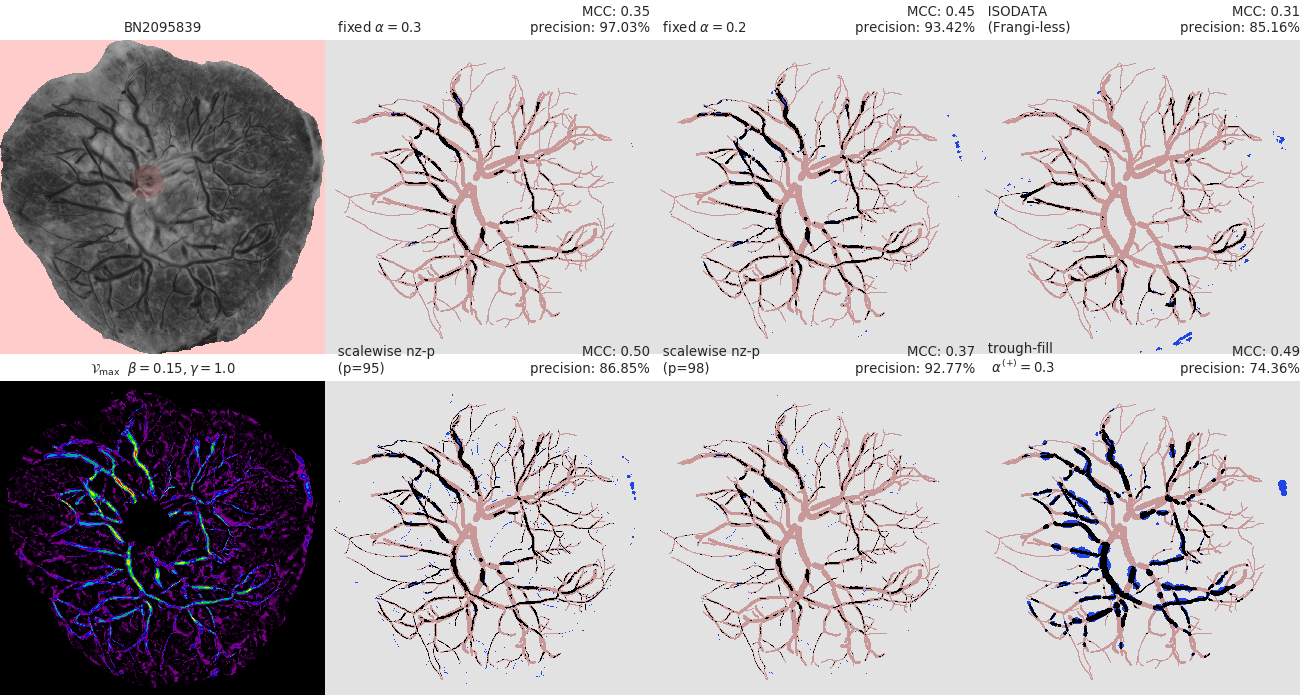 BN2095839
fixed α = 0.3
MCC: 0.35
precision: 97.03%
fixed α = 0.2
MCC: 0.45
precision: 93.42%
ISODATA
(Frangi-less)
MCC: 0.31
precision: 85.16%
𝒱max β = 0.15, γ = 1.0
scalewise nz-p
(p=95)
MCC: 0.50
precision: 86.85%
scalewise nz-p
(p=98)
MCC: 0.37
precision: 92.77%
trough-fill
α(+) = 0.3
MCC: 0.49
precision: 74.36%